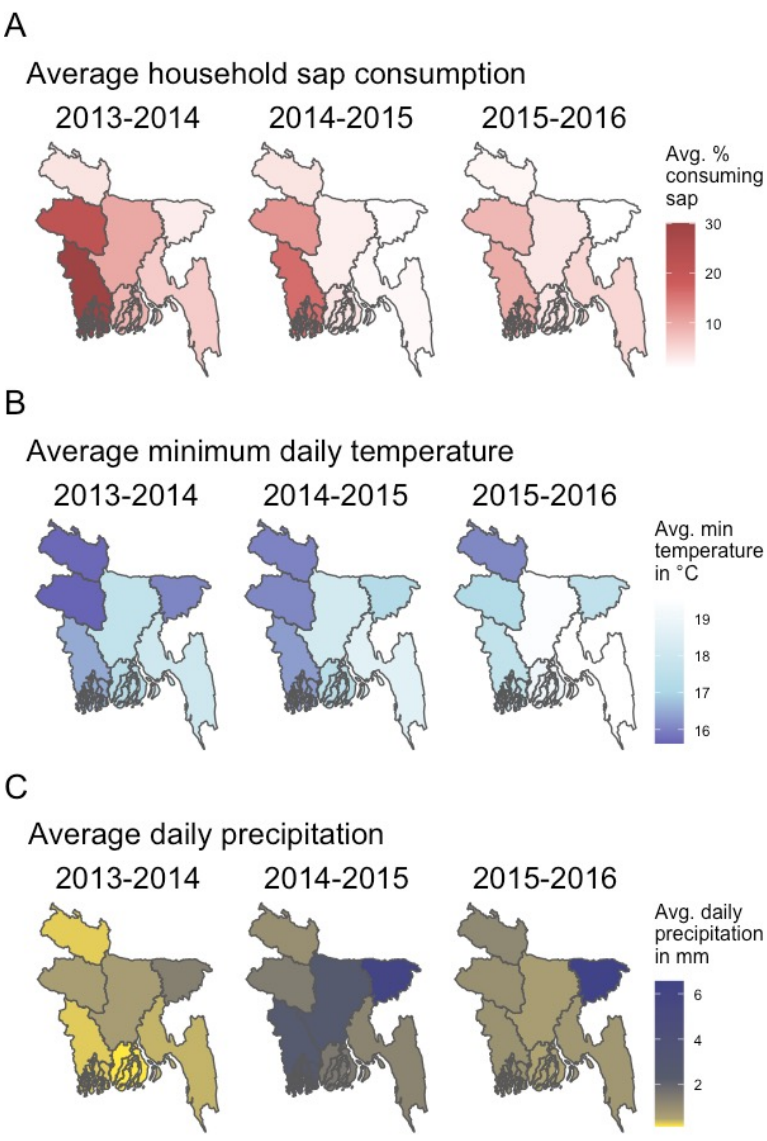 A
Average household sap consumption
2013-2014 2014-2015 2015-2016
Avg. %
consuming
sap
30
20
10
B
Average minimum daily temperature
2013-2014 2014-2015 2015-2016
Avg. min
temperature
in °C
19
18
17
16
C
Average daily precipitation
2013-2014 2014-2015 2015-2016
Avg. daily
precipitation
in mm
6
4
2